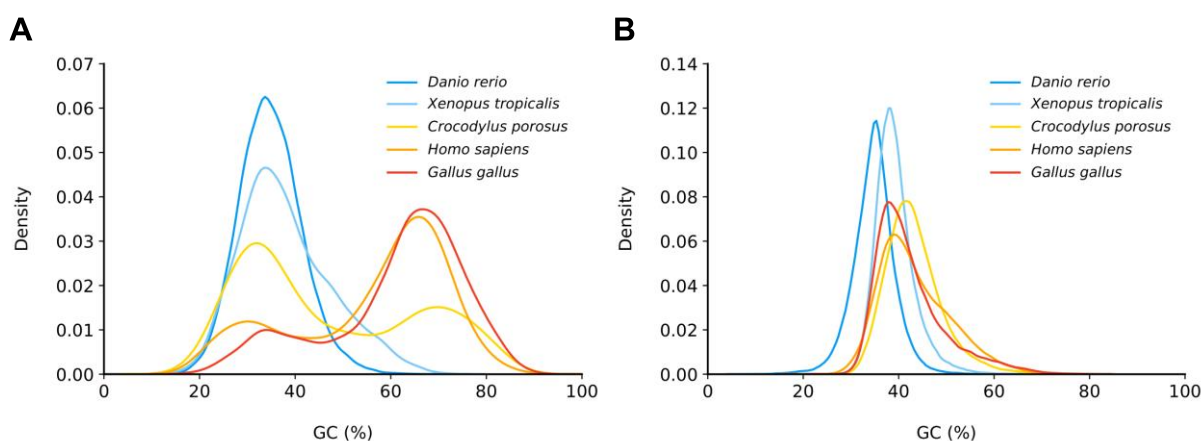 A
0.07
0.06
0.05
0.04
0.03
0.02
0.01
0.00
Density
0 20 40 60 80 100
GC (%)
Danio rerio
Xenopus tropicalis
Crocodylus porosus
Homo sapiens
Gallus gallus
B
0.14
0.12
0.10
0.08
0.06
0.04
0.02
0.00
Density
0 20 40 60 80 100
GC (%)
Danio rerio
Xenopus tropicalis
Crocodylus porosus
Homo sapiens
Gallus gallus